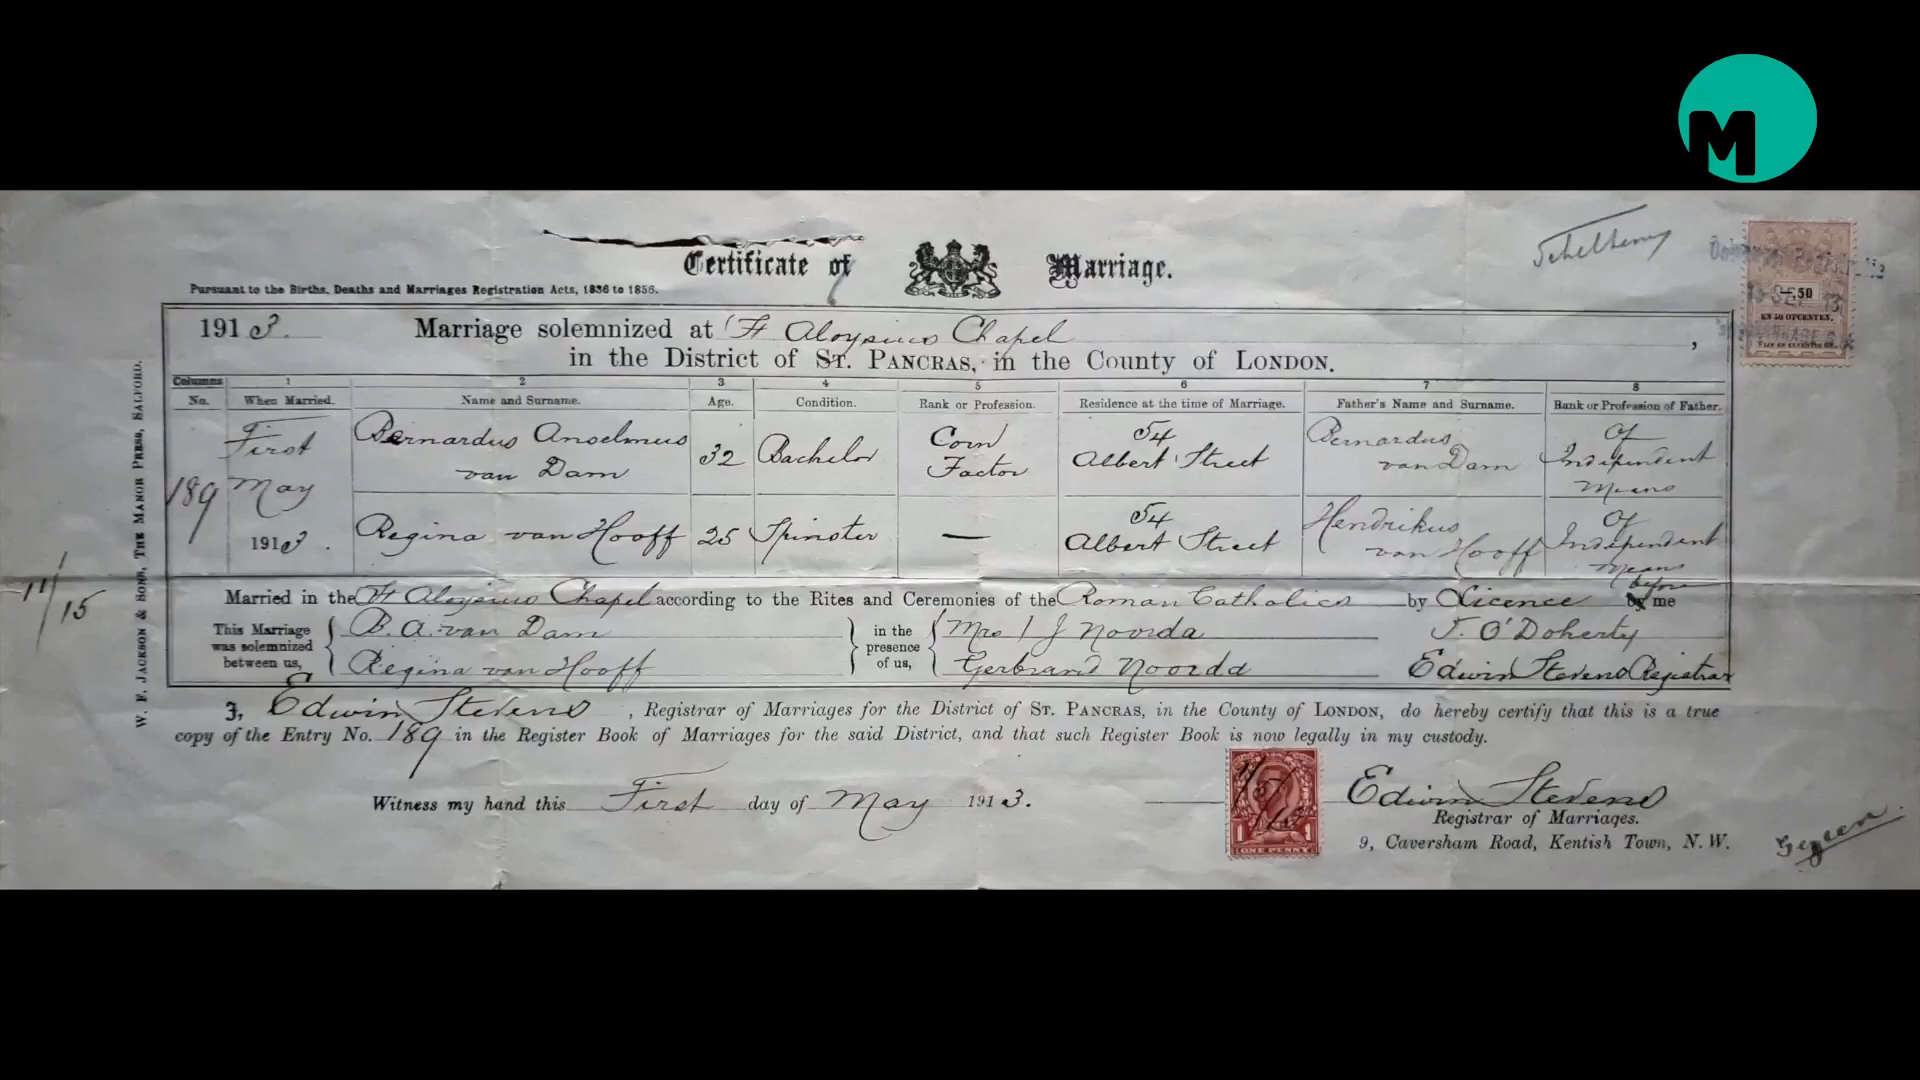 M
Certificate of Marriage.
Pursuant to the Births, Deaths and Marriages Registration Acts, 1836 to 1856.
50
EN 50 OPCENTEN.
1913. Marriage solemnized at St Aloysius Chapel,
in the District of ST. PANCRAS, in the County of LONDON.
Columns 1 2 3 4 5 6 7 8
No. When Married. Name and Surname. Age. Condition. Rank or Profession. Residence at the time of Marriage. Father's Name and Surname. Rank or Profession of Father.
189 First May 1913. Bernardus Anselmus van Dam 32 Bachelor Corn Factor 54 Albert Street Bernardus van Dam Of Independent Means
Regina van Hooff 25 Spinster — 54 Albert Street Hendrikus van Hooff Of Independent Means
Married in the St Aloysius Chapel according to the Rites and Ceremonies of the Roman Catholics by Licence before by me
This Marriage was solemnized between us, B. A. van Dam in the presence of us, Mrs I J Noorda J. O'Doherty
Regina van Hooff Gerbrand Noorda Edwin Stevens Registrar
I, Edwin Stevens, Registrar of Marriages for the District of ST. PANCRAS, in the County of LONDON, do hereby certify that this is a true
copy of the Entry No. 189 in the Register Book of Marriages for the said District, and that such Register Book is now legally in my custody.
Witness my hand this First day of May 1913.
Edwin Stevens
Registrar of Marriages.
9, Caversham Road, Kentish Town, N.W.
1 ONE PENNY 1
W. F. JACKSON & SONS, THE MANOR PRESS, SALFORD.
11/15
Gezien